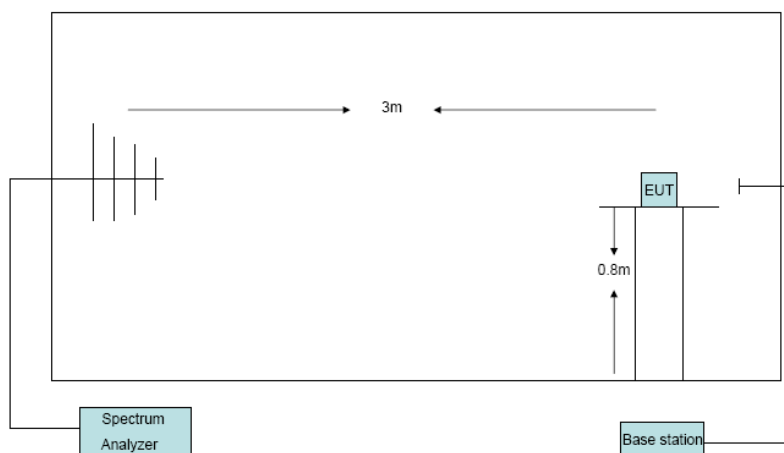 3m
EUT
0.8m
Spectrum
Analyzer
Base station